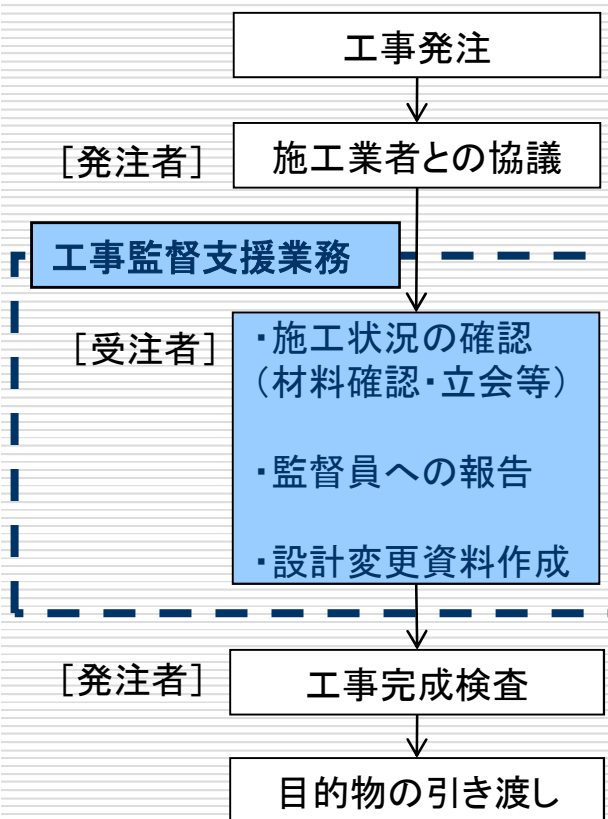 工事発注
[発注者]
施工業者との協議
工事監督支援業務
[受注者]
・施工状況の確認
(材料確認・立会等)
・監督員への報告
・設計変更資料作成
[発注者]
工事完成検査
目的物の引き渡し